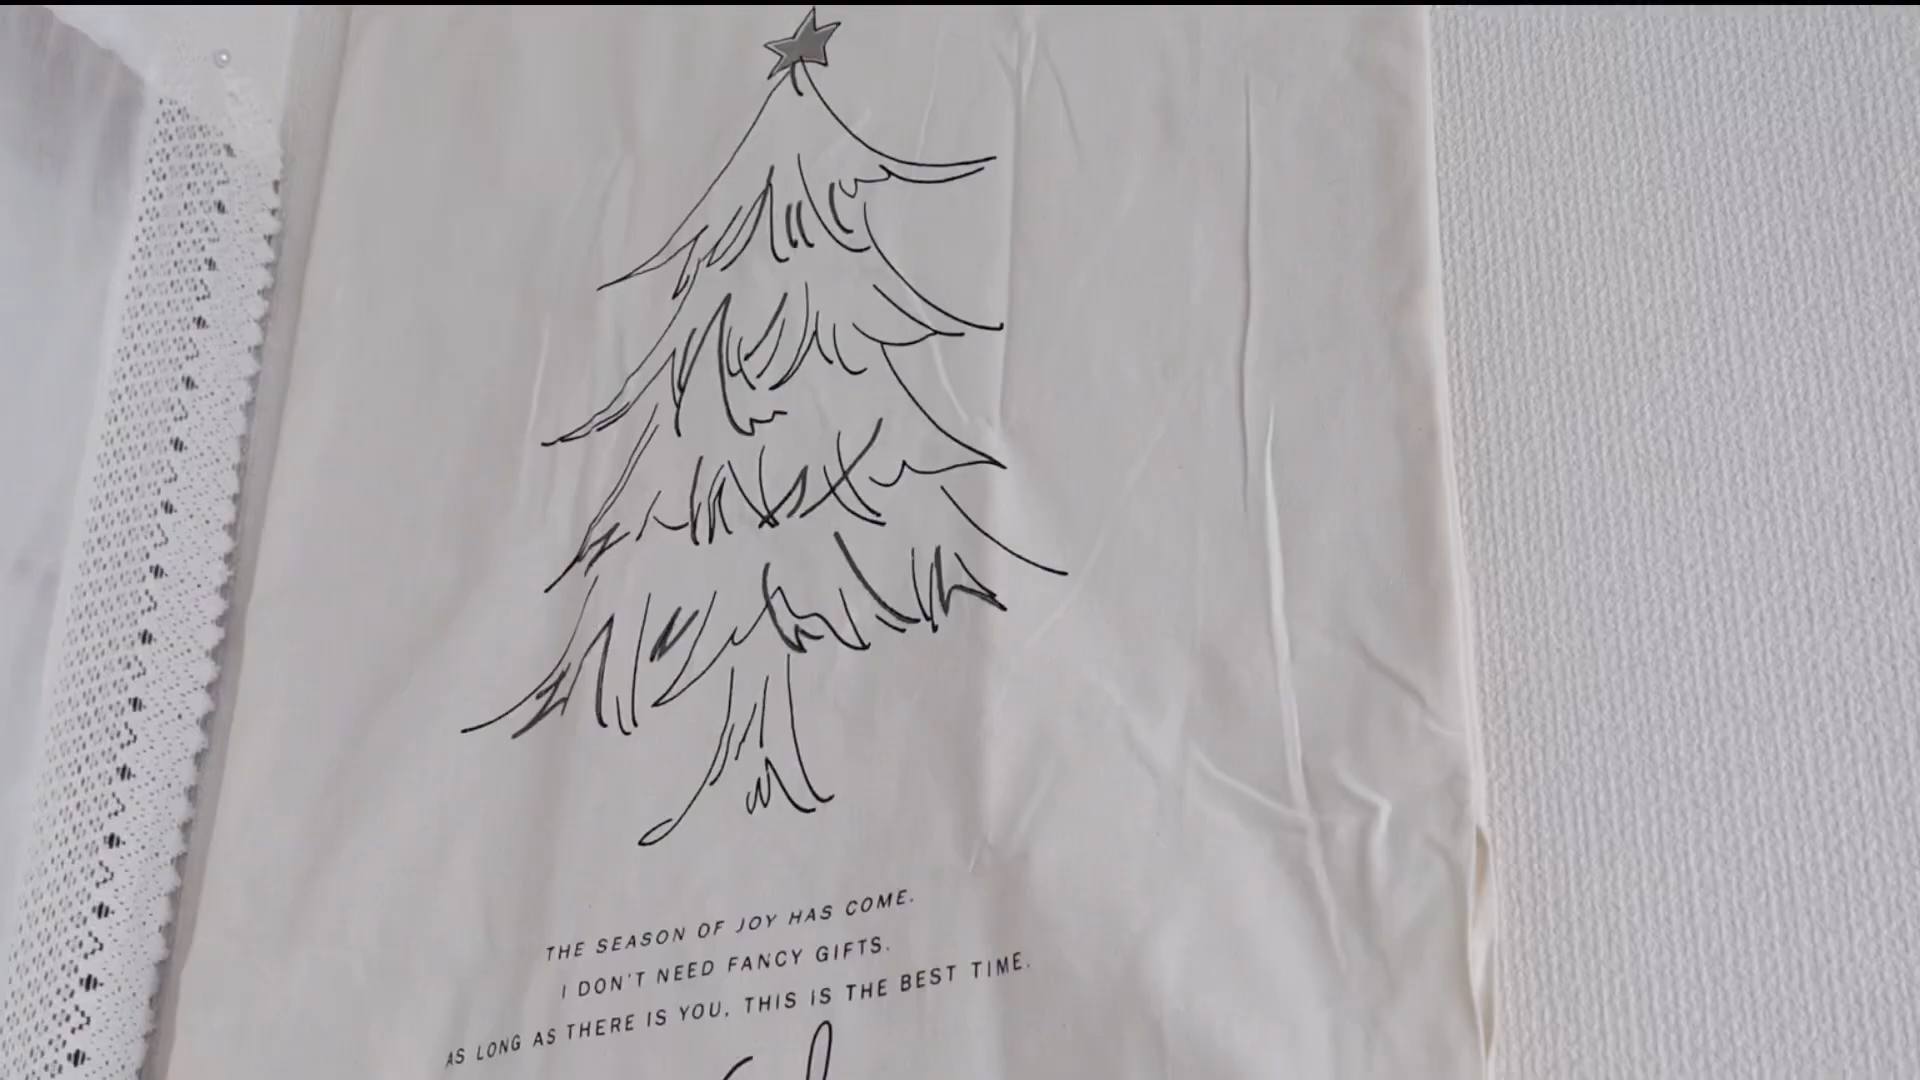 THE SEASON OF JOY HAS COME.
I DON'T NEED FANCY GIFTS.
AS LONG AS THERE IS YOU, THIS IS THE BEST TIME.